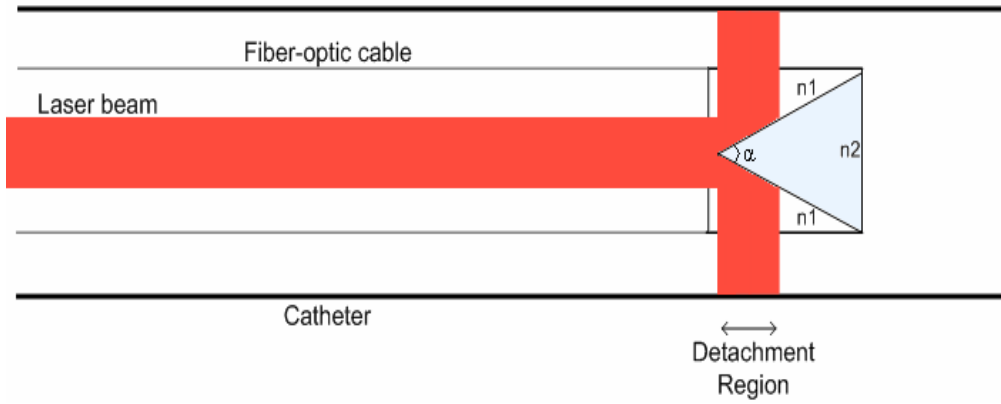 Fiber-optic cable
Laser beam
n1
α
n2
n1
Catheter
Detachment
Region